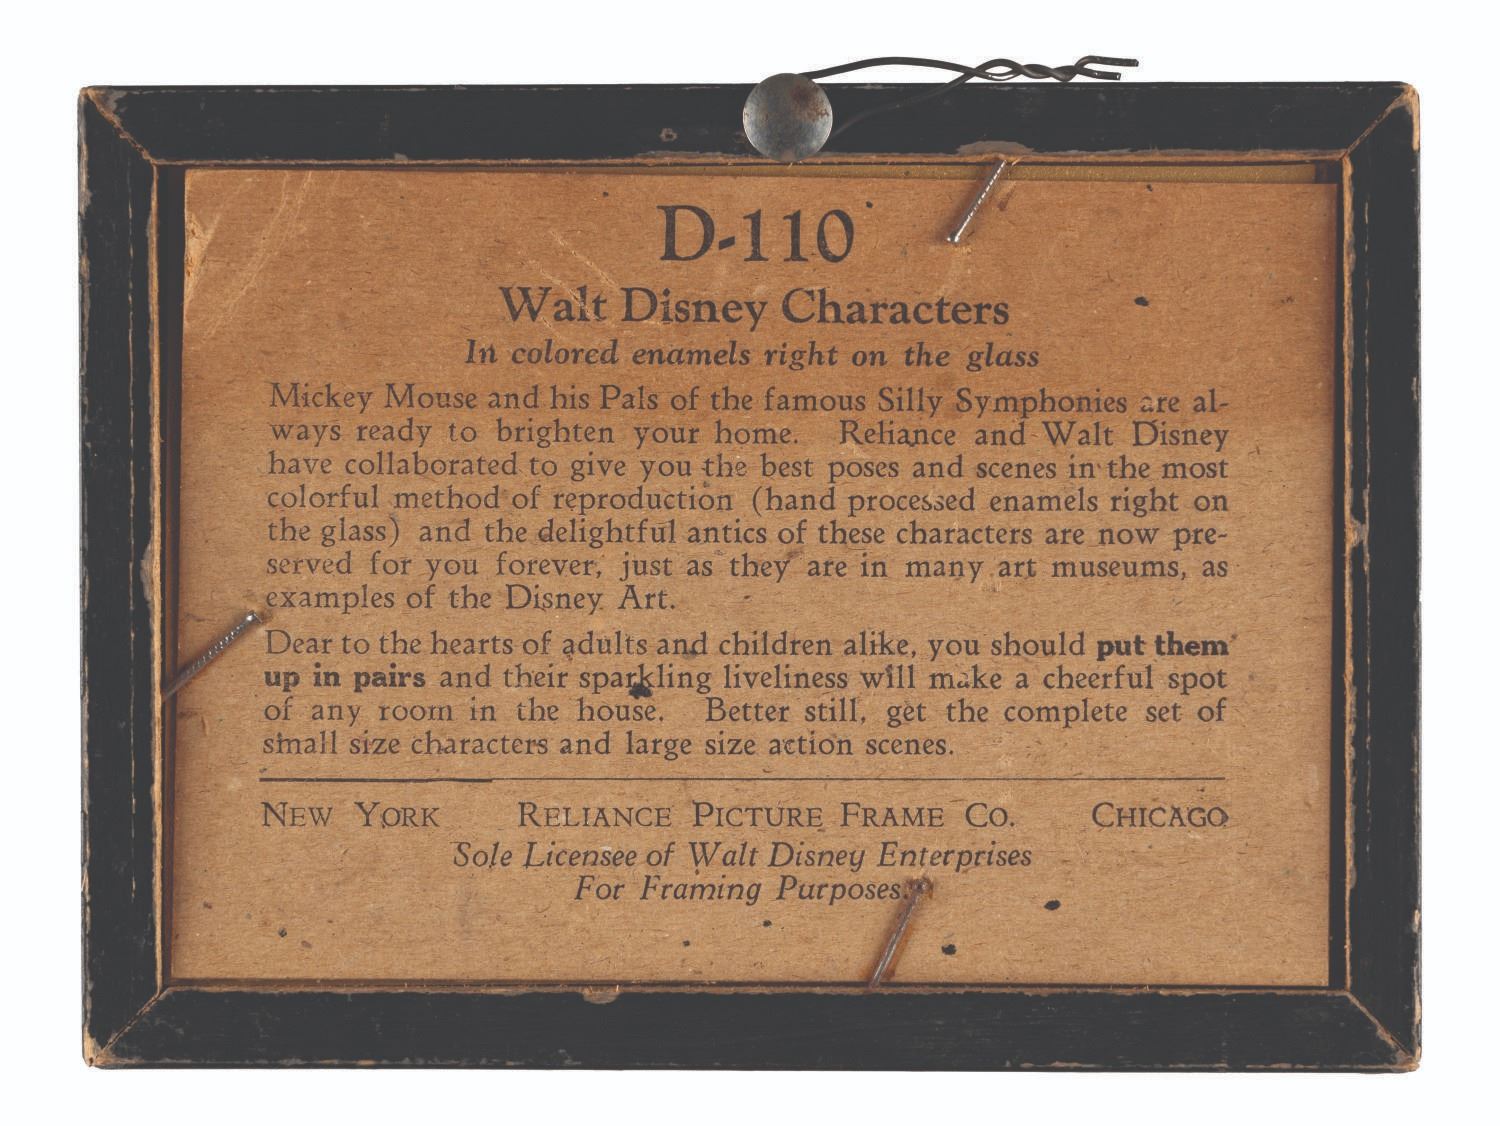 D-110
Walt Disney Characters
In colored enamels right on the glass
Mickey Mouse and his Pals of the famous Silly Symphonies are al-
ways ready to brighten your home. Reliance and Walt Disney
have collaborated to give you the best poses and scenes in the most
colorful method of reproduction (hand processed enamels right on
the glass) and the delightful antics of these characters are now pre-
served for you forever, just as they are in many art museums, as
examples of the Disney Art.
Dear to the hearts of adults and children alike, you should put them
up in pairs and their sparkling liveliness will make a cheerful spot
of any room in the house. Better still, get the complete set of
small size characters and large size action scenes.
NEW YORK RELIANCE PICTURE FRAME CO. CHICAGO
Sole Licensee of Walt Disney Enterprises
For Framing Purposes.